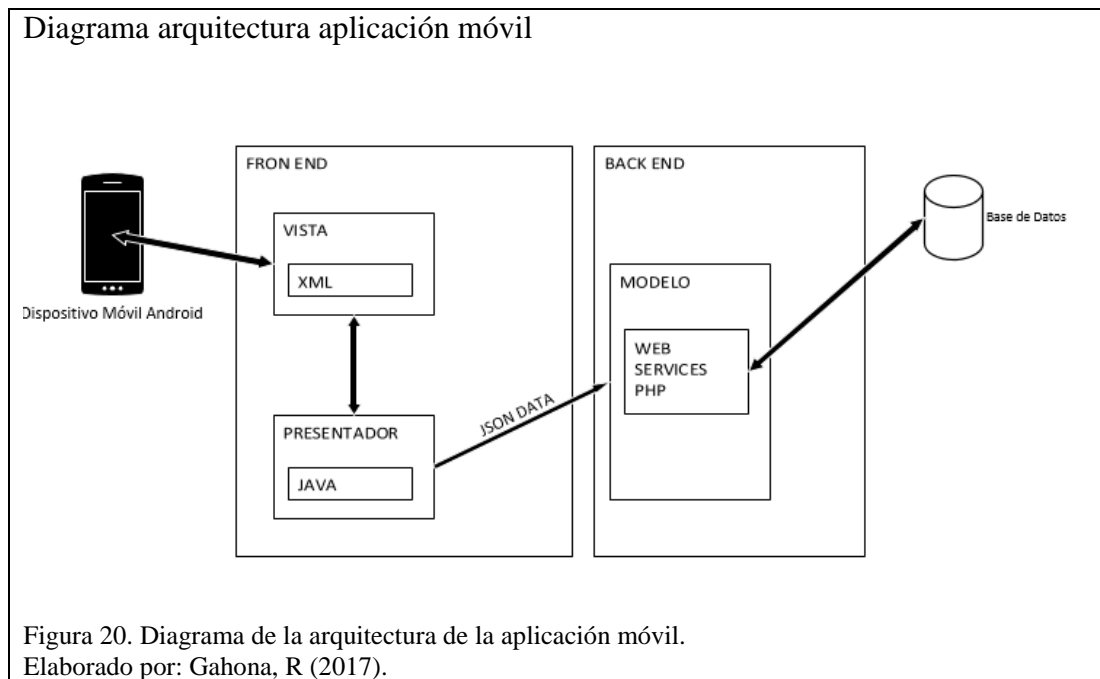 Diagrama arquitectura aplicación móvil
FRON END
VISTA
XML
PRESENTADOR
JAVA
JSON DATA
BACK END
MODELO
WEB
SERVICES
PHP
Base de Datos
Dispositivo Móvil Android
Figura 20. Diagrama de la arquitectura de la aplicación móvil.
Elaborado por: Gahona, R (2017).